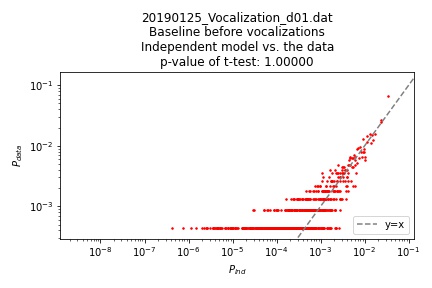 20190125_Vocalization_d01.dat
Baseline before vocalizations
Independent model vs. the data
p-value of t-test: 1.00000
10⁻¹
10⁻²
10⁻³
P_data
y=x
10⁻⁸ 10⁻⁷ 10⁻⁶ 10⁻⁵ 10⁻⁴ 10⁻³ 10⁻² 10⁻¹
P_ind